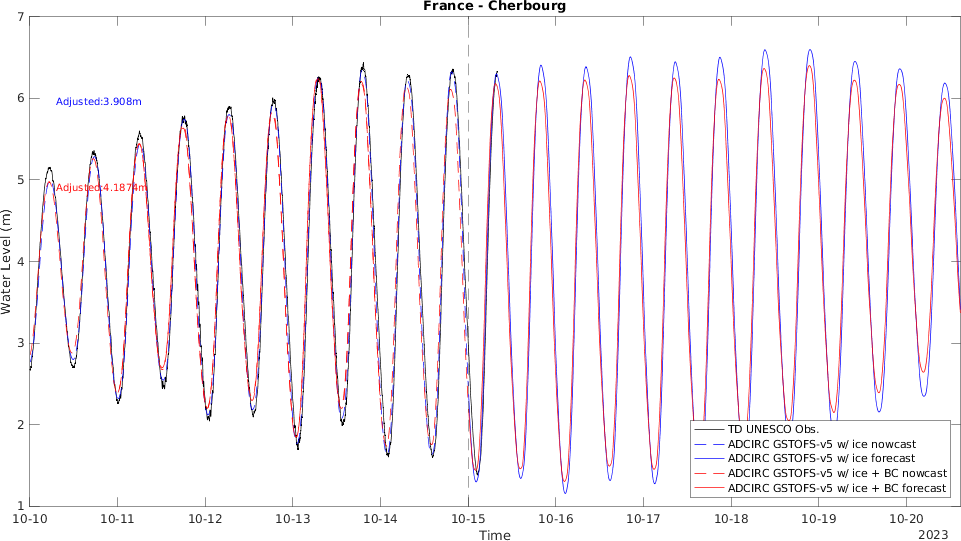 France - Cherbourg
7
6
5
4
3
2
1
Water Level (m)
Adjusted:3.908m
Adjusted:4.1874m
TD UNESCO Obs.
ADCIRC GSTOFS-v5 w/ ice nowcast
ADCIRC GSTOFS-v5 w/ ice forecast
ADCIRC GSTOFS-v5 w/ ice + BC nowcast
ADCIRC GSTOFS-v5 w/ ice + BC forecast
10-10 10-11 10-12 10-13 10-14 10-15 10-16 10-17 10-18 10-19 10-20
Time
2023